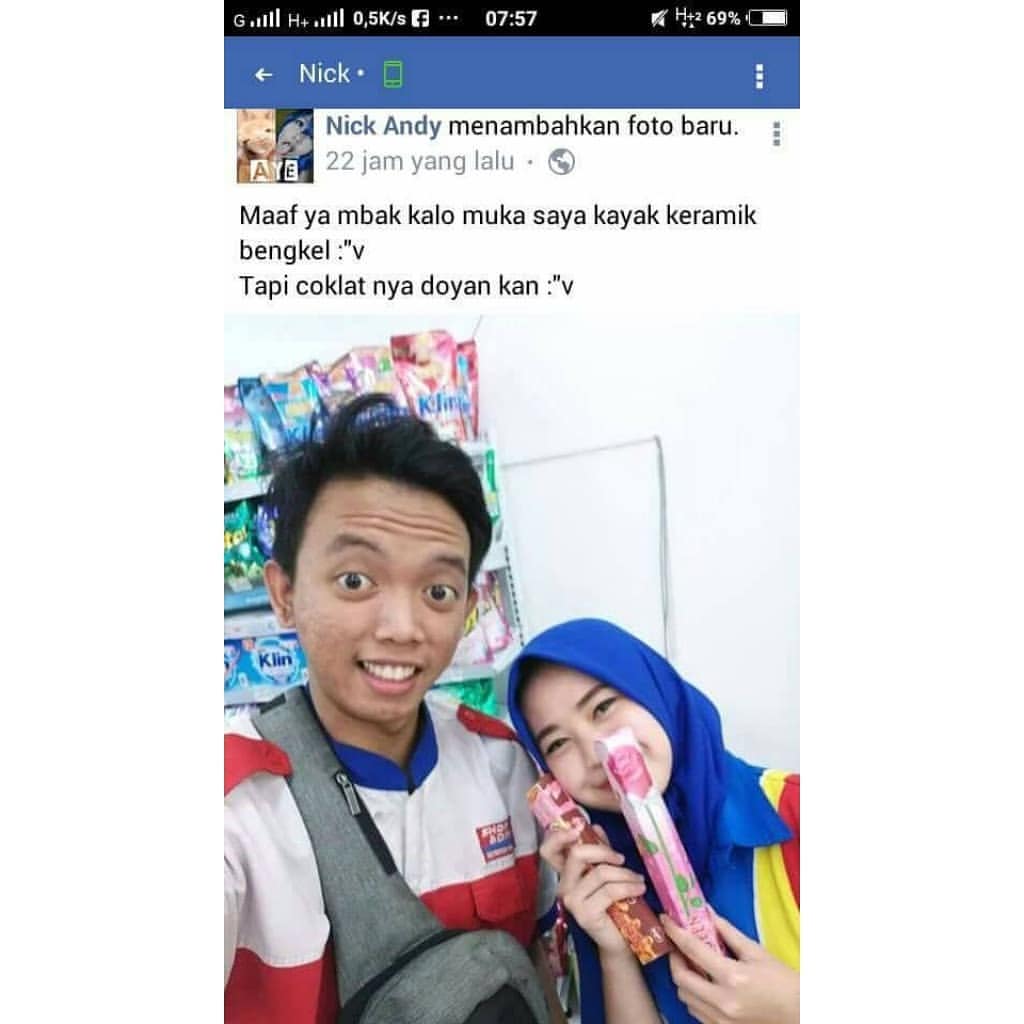 G H+ 0,5K/s 07:57 H+2 69%
Nick •
Nick Andy menambahkan foto baru.
22 jam yang lalu ·
AYE
Maaf ya mbak kalo muka saya kayak keramik
bengkel :"v
Tapi coklat nya doyan kan :"v
Klin
Klin